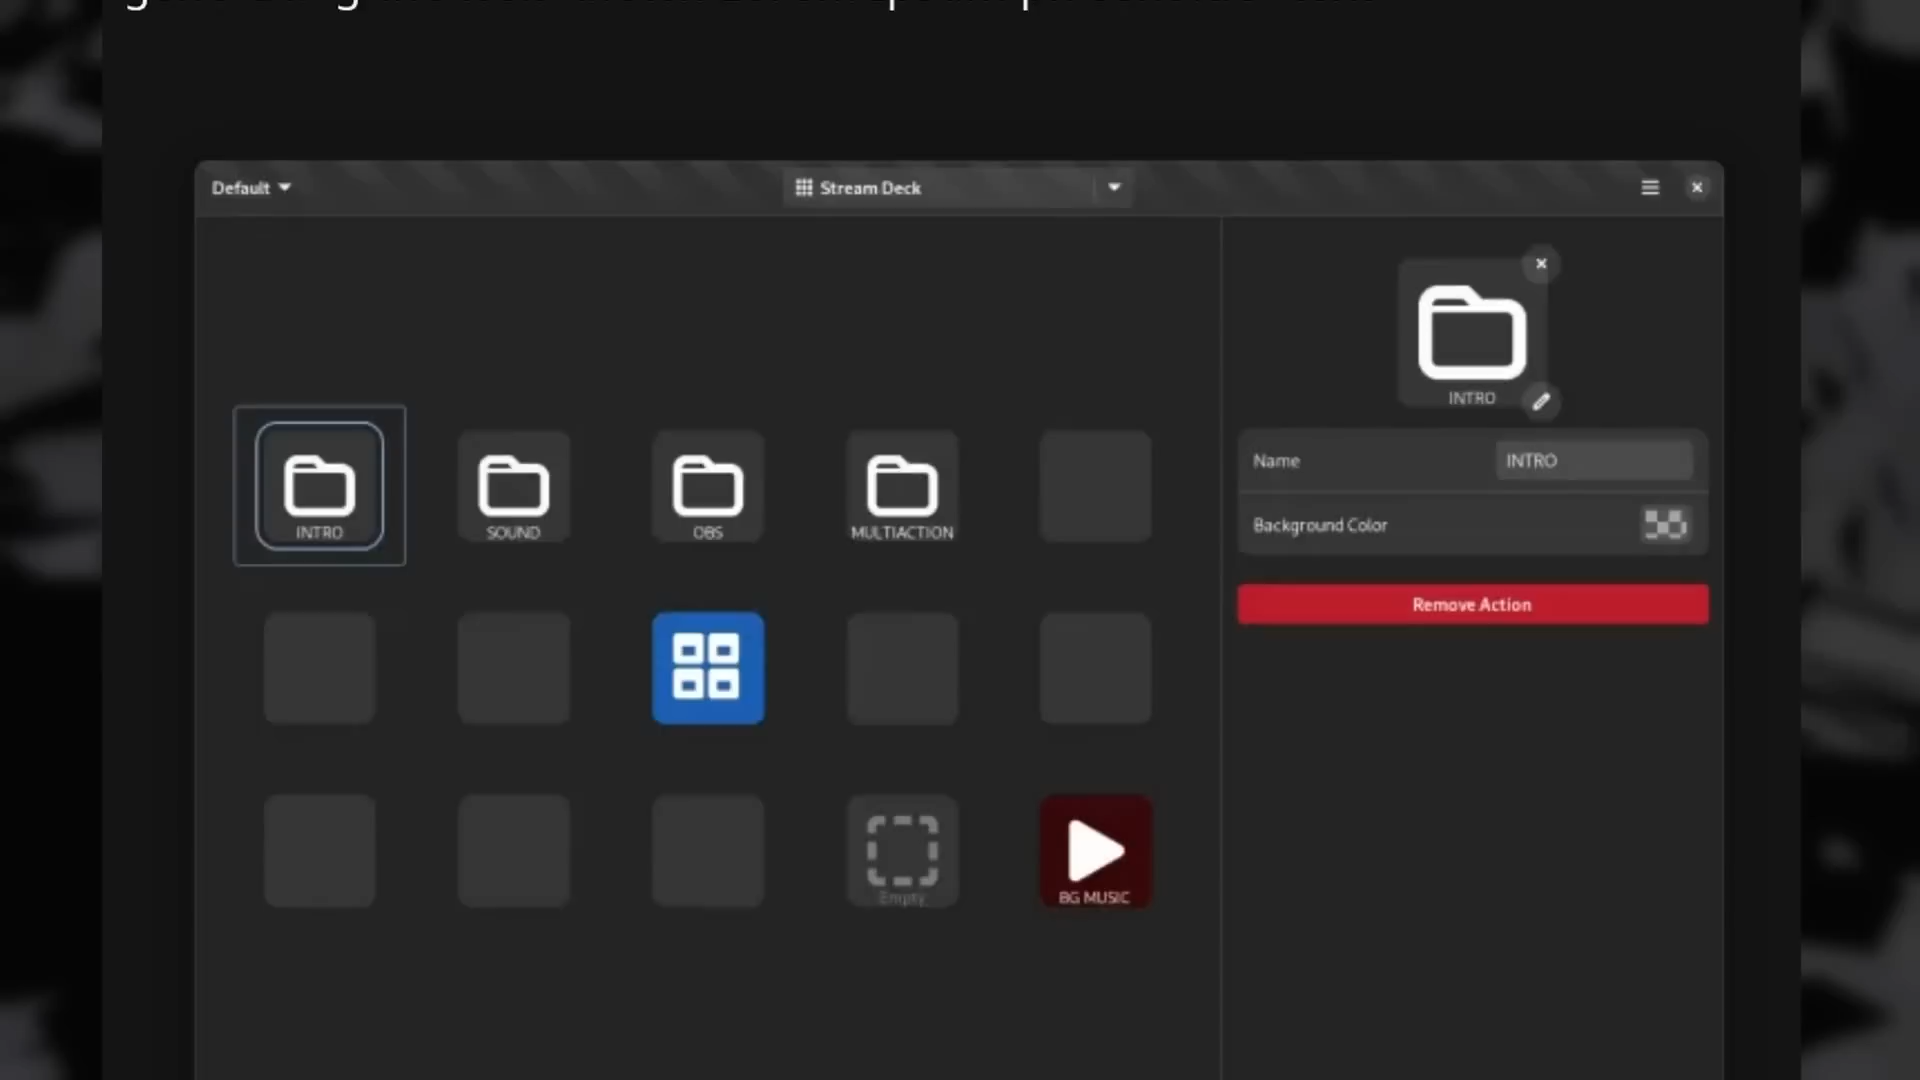 Default
Stream Deck
INTRO
Name
INTRO
Background Color
Remove Action
INTRO
SOUND
OBS
MULTIACTION
Empty
BG MUSIC